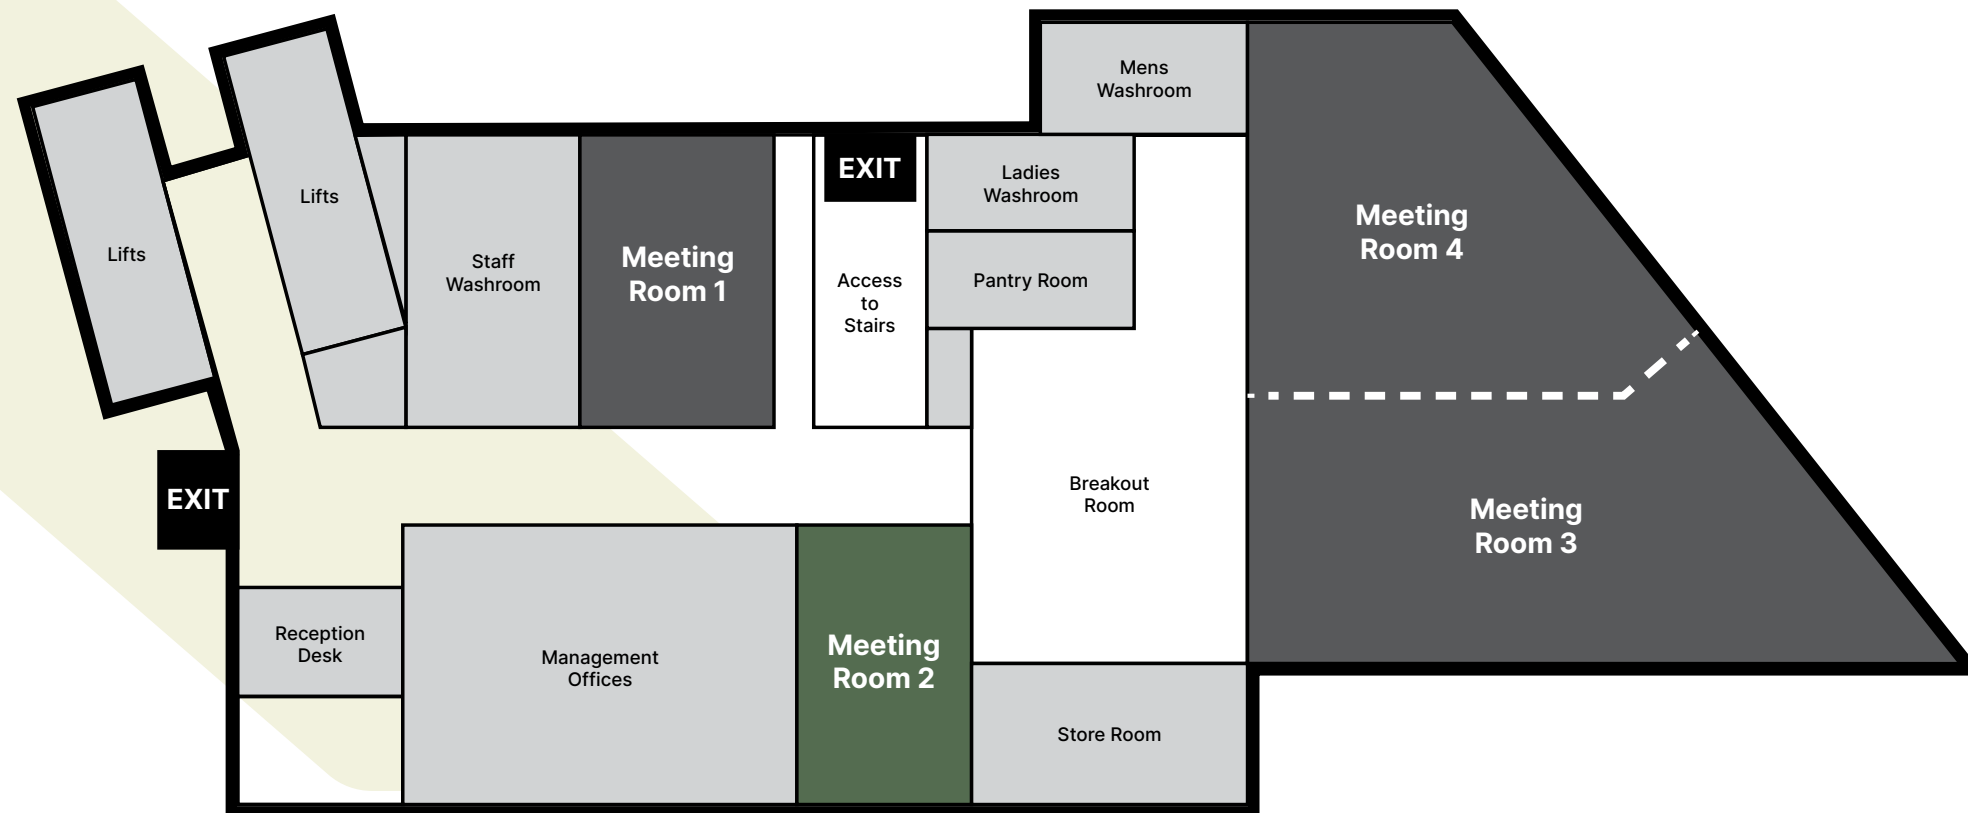 Mens
Washroom
EXIT
Ladies
Washroom
Lifts
Meeting
Room 4
Lifts
Staff
Washroom
Meeting
Room 1
Access
to
Stairs
Pantry Room
EXIT
Breakout
Room
Meeting
Room 3
Reception
Desk
Management
Offices
Meeting
Room 2
Store Room